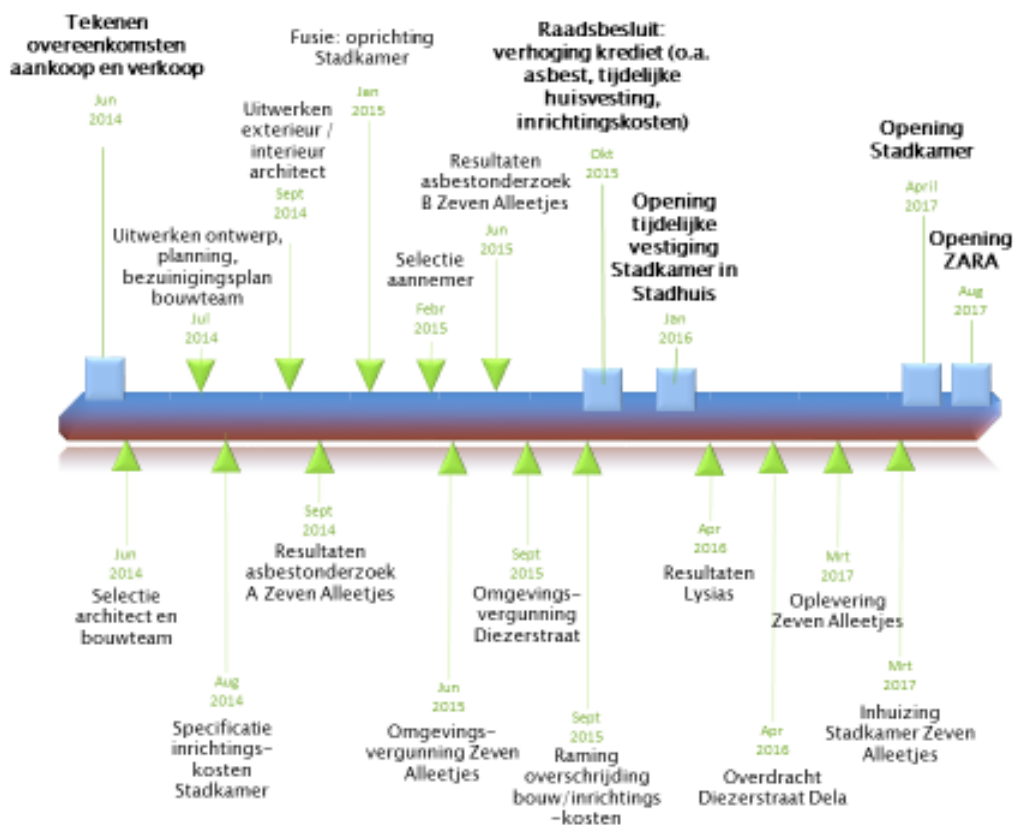 Tekenen
overeenkomsten
aankoop en verkoop
Jun
2014
Uitwerken ontwerp,
planning,
bezuinigingsplan
bouwteam
Jul
2014
Uitwerken
exterieur /
interieur
architect
Sept
2014
Fusie: oprichting
Stadkamer
Jan
2015
Selectie
aannemer
Febr
2015
Resultaten
asbestonderzoek
B Zeven Alleetjes
Jun
2015
Raadsbesluit:
verhoging krediet (o.a.
asbest, tijdelijke
huisvesting,
inrichtingskosten)
Okt
2015
Opening
tijdelijke
vestiging
Stadkamer in
Stadhuis
Jan
2016
Opening
Stadkamer
April
2017
Opening
ZARA
Aug
2017
Jun
2014
Selectie
architect en
bouwteam
Aug
2014
Specificatie
inrichtings-
kosten
Stadkamer
Sept
2014
Resultaten
asbestonderzoek
A Zeven Alleetjes
Jun
2015
Omgevings-
vergunning Zeven
Alleetjes
Sept
2015
Omgevings-
vergunning
Diezerstraat
Sept
2015
Raming
overschrijding
bouw/inrichtings
-kosten
Apr
2016
Resultaten
Lysias
Apr
2016
Overdracht
Diezerstraat Dela
Mrt
2017
Oplevering
Zeven Alleetjes
Mrt
2017
Inhuizing
Stadkamer Zeven
Alleetjes